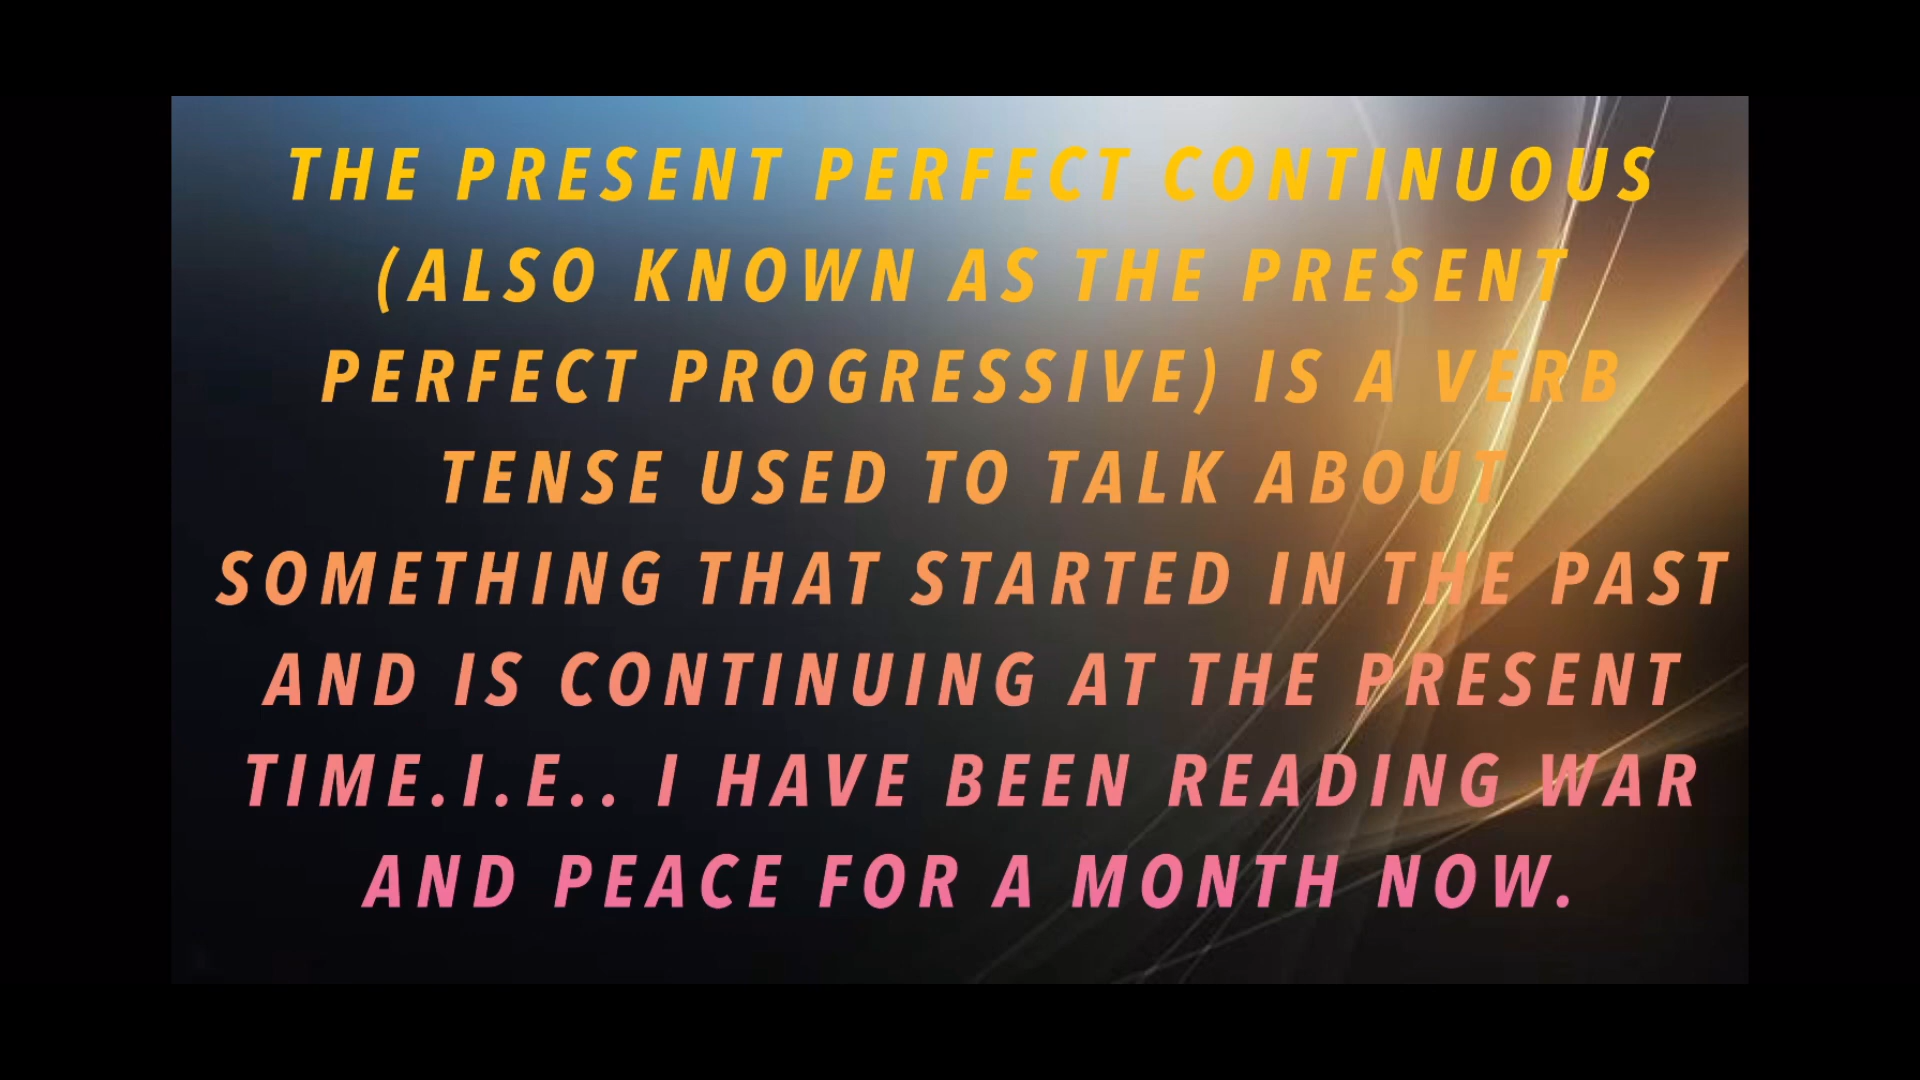 THE PRESENT PERFECT CONTINUOUS
(ALSO KNOWN AS THE PRESENT
PERFECT PROGRESSIVE) IS A VERB
TENSE USED TO TALK ABOUT
SOMETHING THAT STARTED IN THE PAST
AND IS CONTINUING AT THE PRESENT
TIME.I.E.. I HAVE BEEN READING WAR
AND PEACE FOR A MONTH NOW.